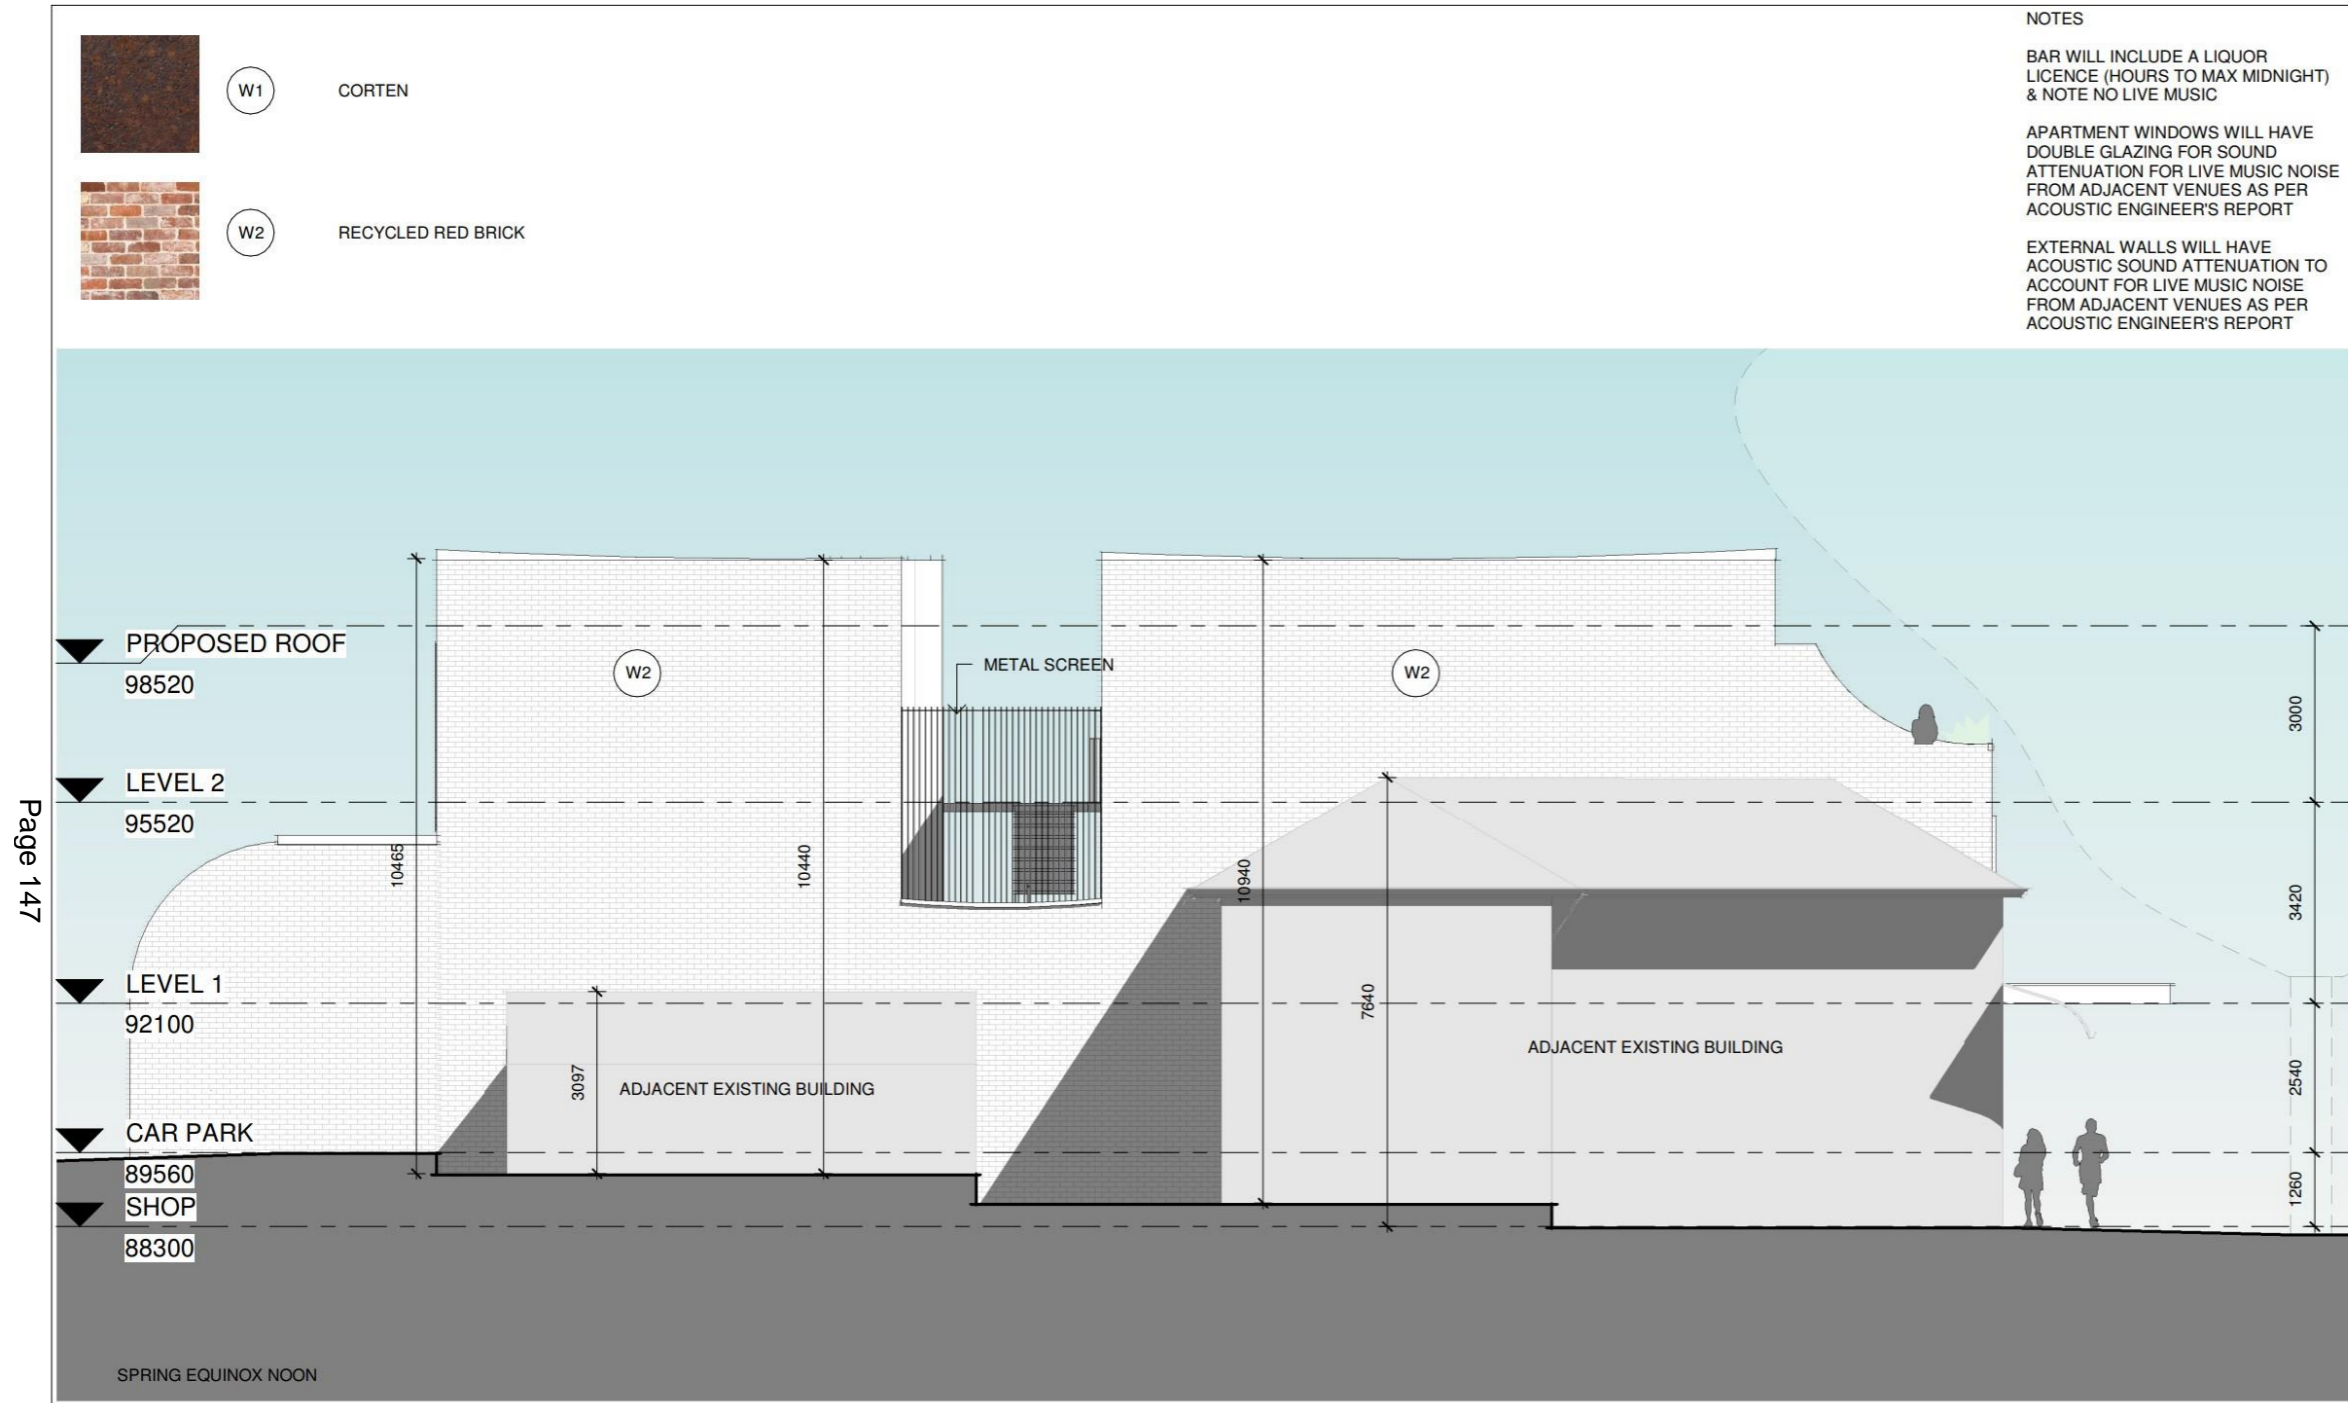 W1
CORTEN
W2
RECYCLED RED BRICK
NOTES
BAR WILL INCLUDE A LIQUOR
LICENCE (HOURS TO MAX MIDNIGHT)
& NOTE NO LIVE MUSIC
APARTMENT WINDOWS WILL HAVE
DOUBLE GLAZING FOR SOUND
ATTENUATION FOR LIVE MUSIC NOISE
FROM ADJACENT VENUES AS PER
ACOUSTIC ENGINEER'S REPORT
EXTERNAL WALLS WILL HAVE
ACOUSTIC SOUND ATTENUATION TO
ACCOUNT FOR LIVE MUSIC NOISE
FROM ADJACENT VENUES AS PER
ACOUSTIC ENGINEER'S REPORT
PROPOSED ROOF
98520
LEVEL 2
95520
LEVEL 1
92100
CAR PARK
89560
SHOP
88300
W2
METAL SCREEN
W2
10465
10440
10940
7640
3097
ADJACENT EXISTING BUILDING
ADJACENT EXISTING BUILDING
3000
3420
2540
1260
SPRING EQUINOX NOON
Page 147